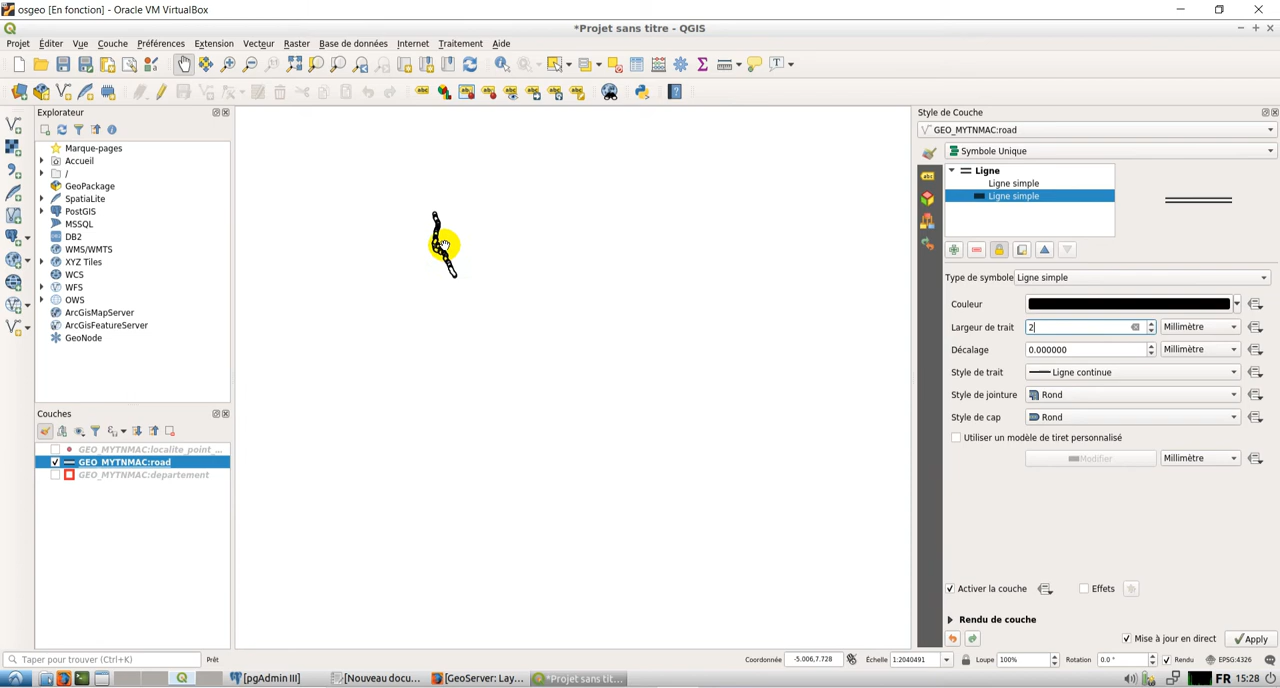 osgeo [En fonction] - Oracle VM VirtualBox
*Projet sans titre - QGIS
Projet Éditer Vue Couche Préférences Extension Vecteur Raster Base de données Internet Traitement Aide
Explorateur
Marque-pages
Accueil
/
GeoPackage
SpatiaLite
PostGIS
MSSQL
DB2
WMS/WMTS
XYZ Tiles
WCS
WFS
OWS
ArcGisMapServer
ArcGisFeatureServer
GeoNode
Couches
GEO_MYTNMAC:localite_point_...
GEO_MYTNMAC:road
GEO_MYTNMAC:departement
Style de Couche
GEO_MYTNMAC:road
Symbole Unique
Ligne
Ligne simple
Ligne simple
Type de symbole Ligne simple
Couleur
Largeur de trait 2 Millimètre
Décalage 0.000000 Millimètre
Style de trait Ligne continue
Style de jointure Rond
Style de cap Rond
Utiliser un modèle de tiret personnalisé
Modifier Millimètre
Activer la couche Effets
Rendu de couche
Mise à jour en direct Apply
Taper pour trouver (Ctrl+K) Prêt Coordonnée -5.006,7.728 Échelle 1:2040491 Loupe 100% Rotation 0.0 ° Rendu EPSG:4326
[pgAdmin III] [Nouveau docu... [GeoServer: Lay... *Projet sans tit... FR 15:28